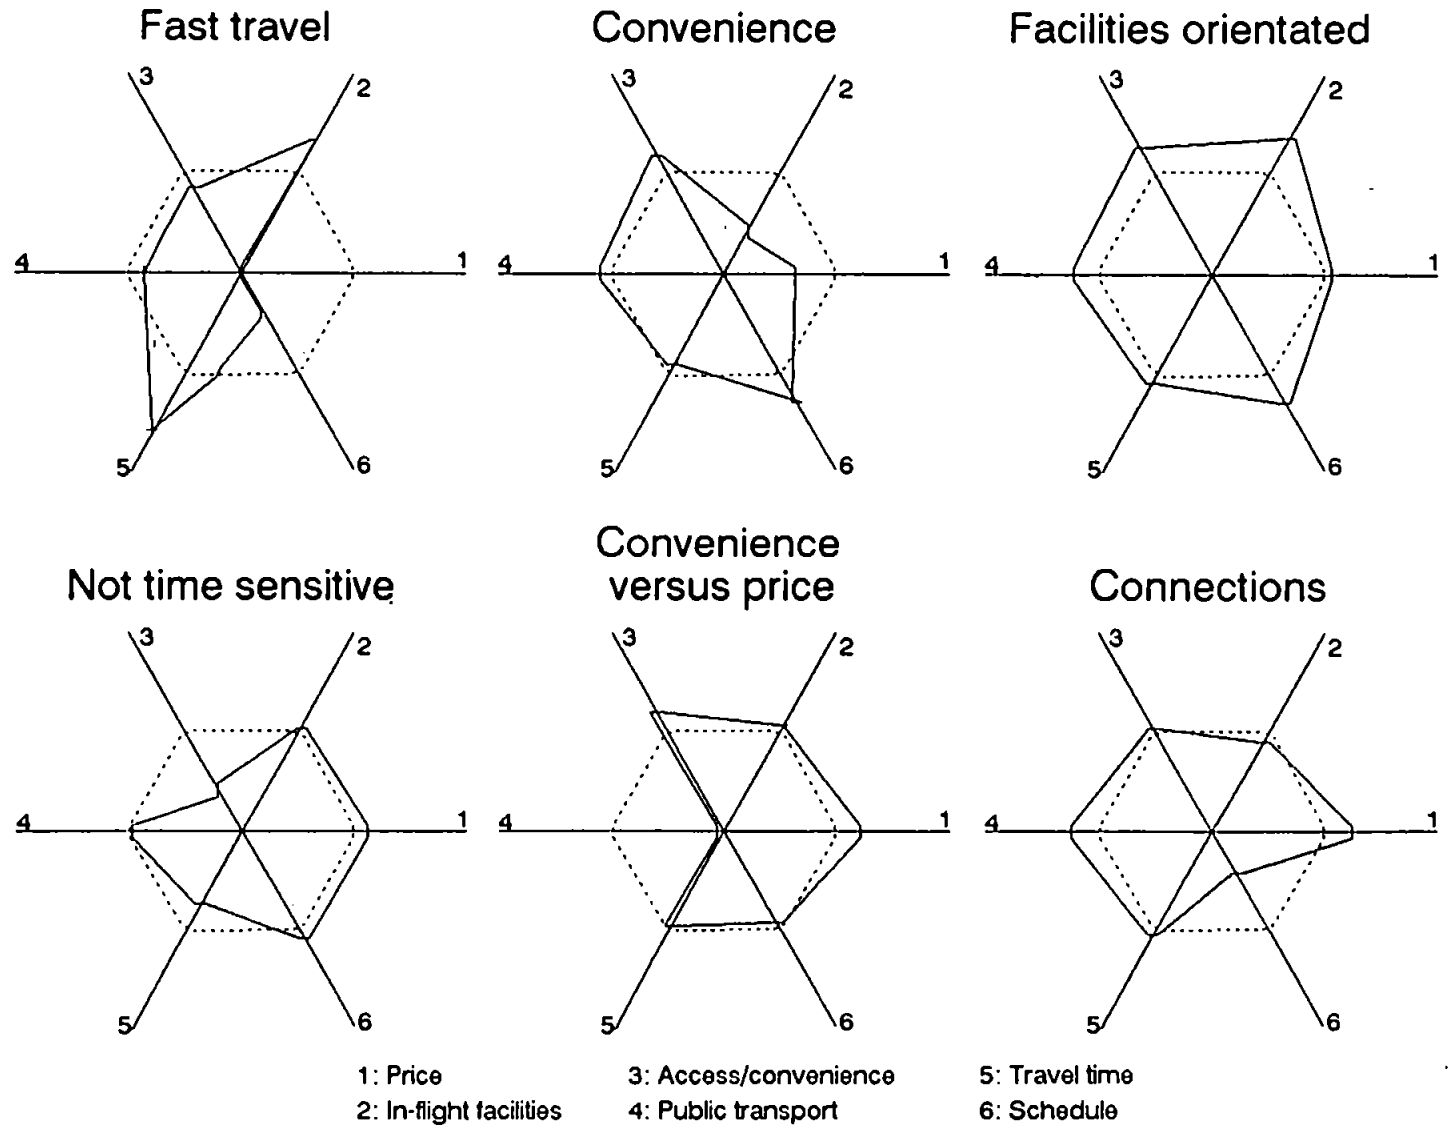 Fast travel
Convenience
Facilities orientated
3
2
4
1
5
6
3
2
4
1
5
6
3
2
4
1
5
6
Not time sensitive
Convenience
versus price
Connections
3
2
4
1
5
6
3
2
4
1
5
6
3
2
4
1
5
6
1: Price
2: In-flight facilities
3: Access/convenience
4: Public transport
5: Travel time
6: Schedule